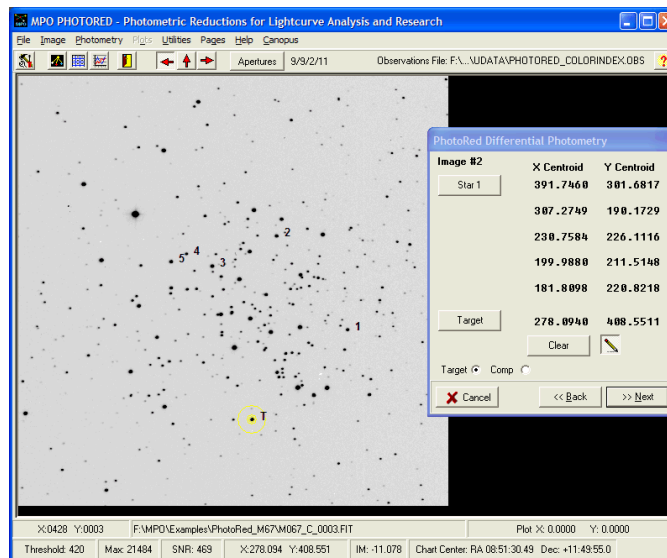 MPO PHOTORED - Photometric Reductions for Lightcurve Analysis and Research
File Image Photometry Plots Utilities Pages Help Canopus
Apertures 9/9/2/11 Observations File: F:\...\UDATA\PHOTORED_COLORINDEX.OBS ?
PhotoRed Differential Photometry
Image #2 X Centroid Y Centroid
Star 1 391.7460 301.6817
307.2749 190.1729
230.7584 226.1116
199.9880 211.5148
181.8098 220.8218
Target 278.0940 408.5511
Clear
Target Comp
Cancel << Back >> Next
2
4
5 3
1
T
X:0428 Y:0003 F:\MPO\Examples\PhotoRed_M67\M067_C_0003.FIT Plot X: 0.0000 Y: 0.0000
Threshold: 420 Max: 21484 SNR: 469 X:278.094 Y:408.551 IM: -11.078 Chart Center: RA 08:51:30.49 Dec: +11:49:55.0